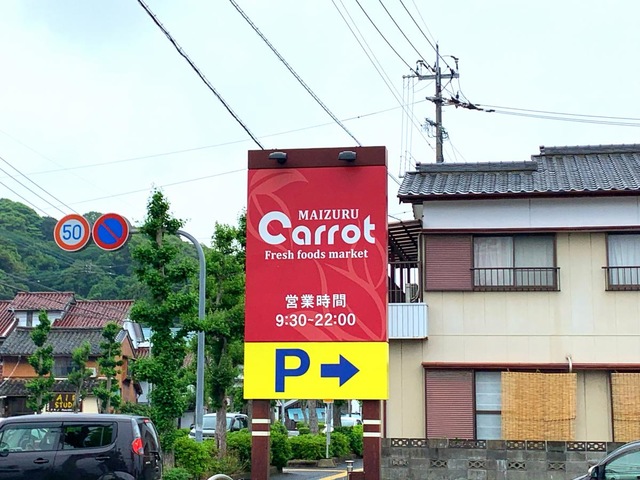 50
MAIZURU
Carrot
Fresh foods market
営業時間
9:30~22:00
P